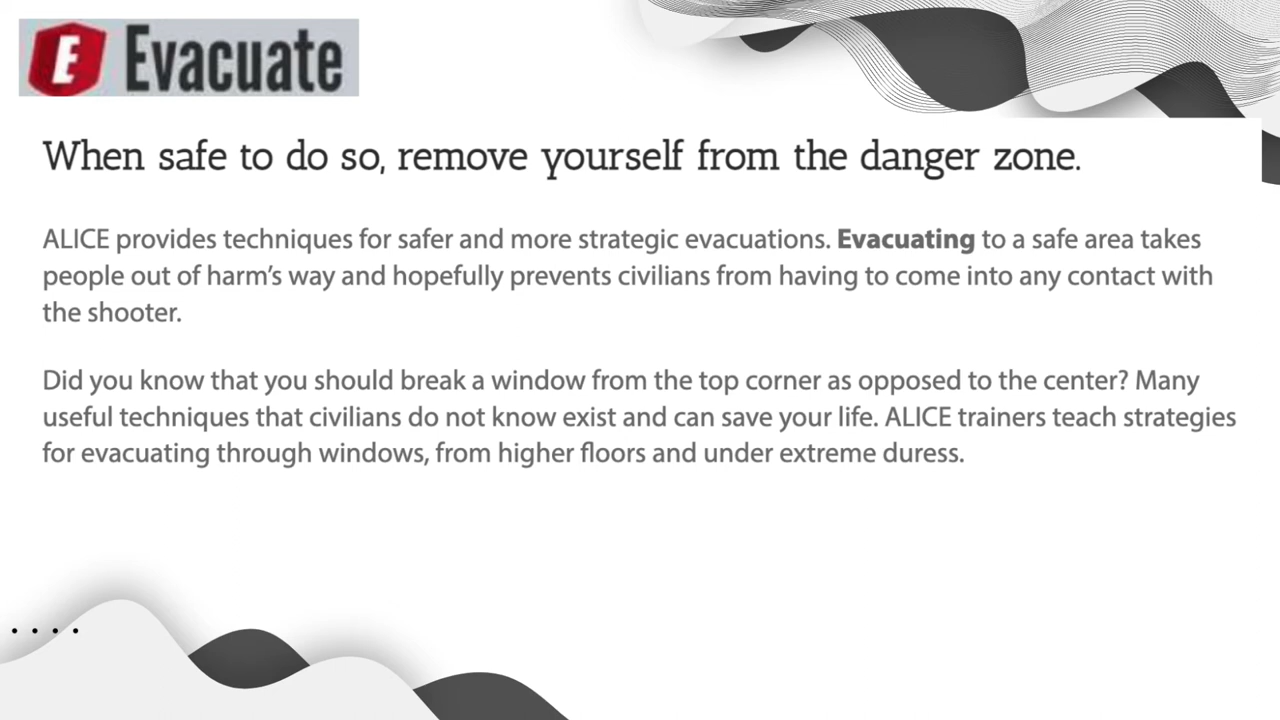 E Evacuate
When safe to do so, remove yourself from the danger zone.
ALICE provides techniques for safer and more strategic evacuations. Evacuating to a safe area takes
people out of harm’s way and hopefully prevents civilians from having to come into any contact with
the shooter.
Did you know that you should break a window from the top corner as opposed to the center? Many
useful techniques that civilians do not know exist and can save your life. ALICE trainers teach strategies
for evacuating through windows, from higher floors and under extreme duress.